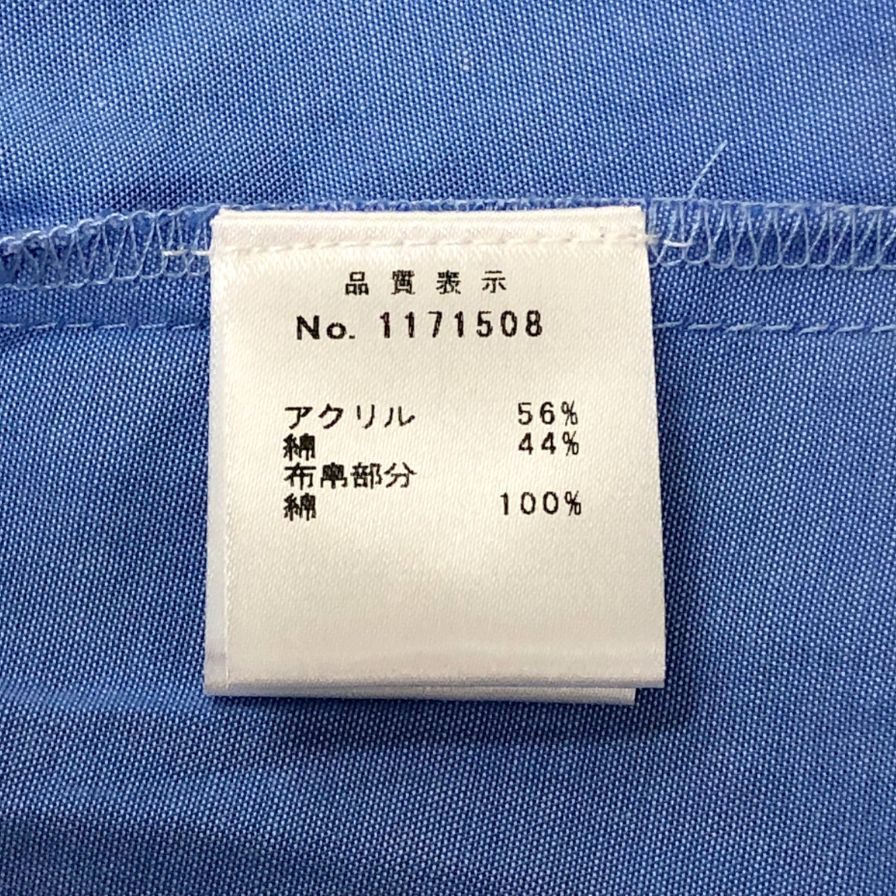 品質表示
No. 1171508
アクリル 56%
綿 44%
布帛部分
綿 100%